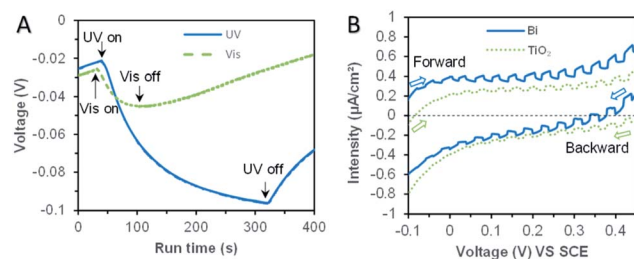 A
UV
Vis
UV on
Vis on
Vis off
UV off
Voltage (V)
0
-0.02
-0.04
-0.06
-0.08
-0.1
0
100
200
300
400
Run time (s)
B
Bi
TiO₂
Forward
Backward
Intensity (µA/cm²)
1
0.8
0.6
0.4
0.2
0
-0.2
-0.4
-0.6
-0.8
-1
-0.1
0
0.1
0.2
0.3
0.4
Voltage (V) VS SCE